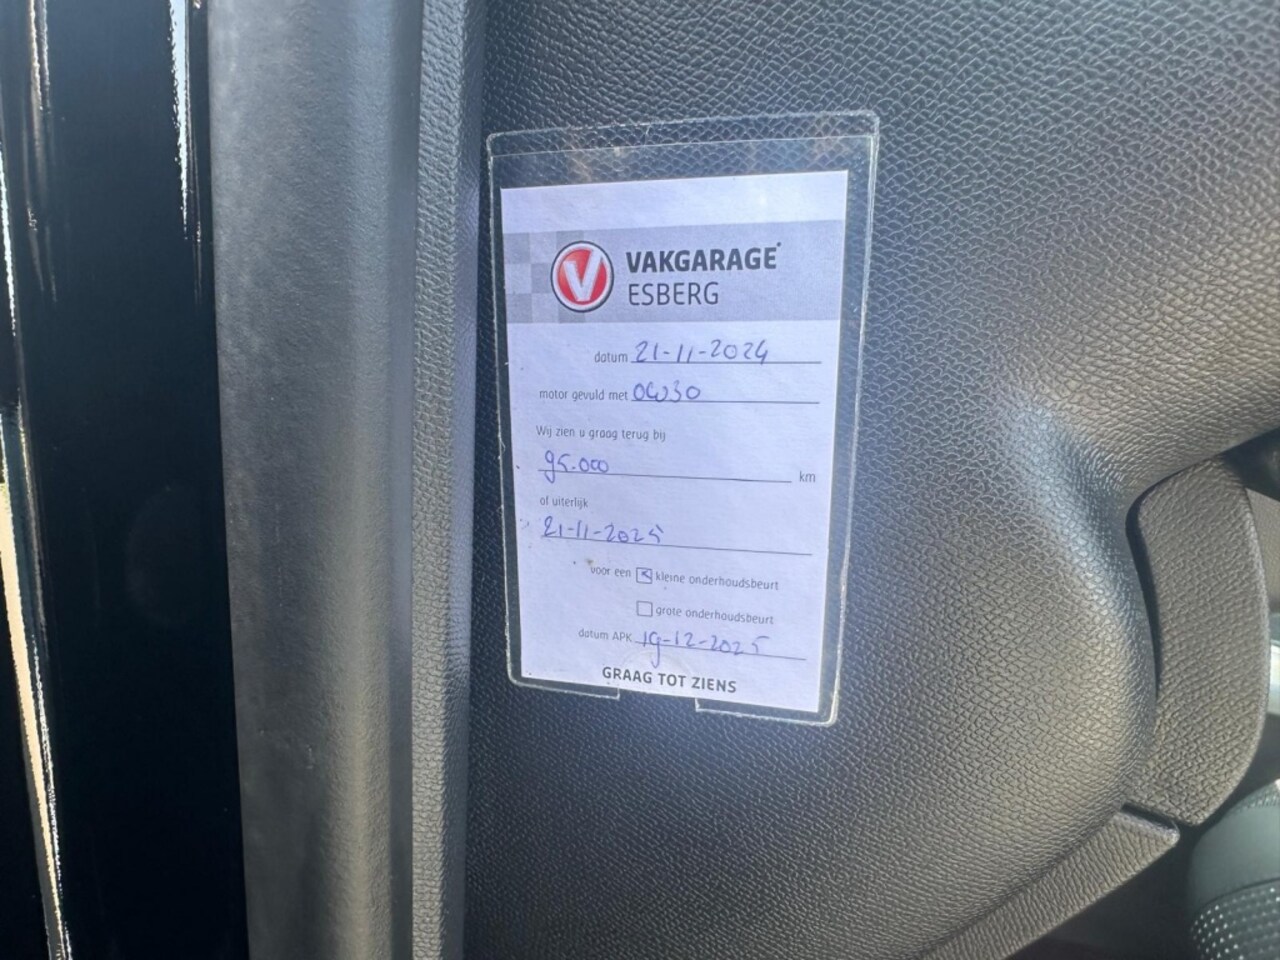 V VAKGARAGE
ESBERG
datum 21-11-2024
motor gevuld met 0W30
Wij zien u graag terug bij
95.000 km
of uiterlijk
21-11-2025
voor een ☒ kleine onderhoudsbeurt
☐ grote onderhoudsbeurt
datum APK 19-12-2025
GRAAG TOT ZIENS